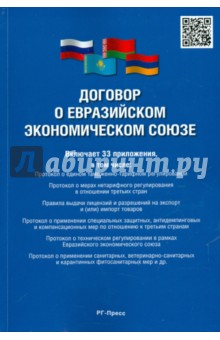 ДОГОВОР
О ЕВРАЗИЙСКОМ
ЭКОНОМИЧЕСКОМ СОЮЗЕ
Включает 33 приложения,
в том числе:
Протокол о едином таможенно-тарифном регулировании
Протокол о мерах нетарифного регулирования
в отношении третьих стран
Правила выдачи лицензий и разрешений на экспорт
и (или) импорт товаров
Протокол о применении специальных защитных, антидемпинговых
и компенсационных мер по отношению к третьим странам
Протокол о техническом регулировании в рамках
Евразийского экономического союза
Протокол о применении санитарных, ветеринарно-санитарных
и карантинных фитосанитарных мер и др.
РГ-Пресс